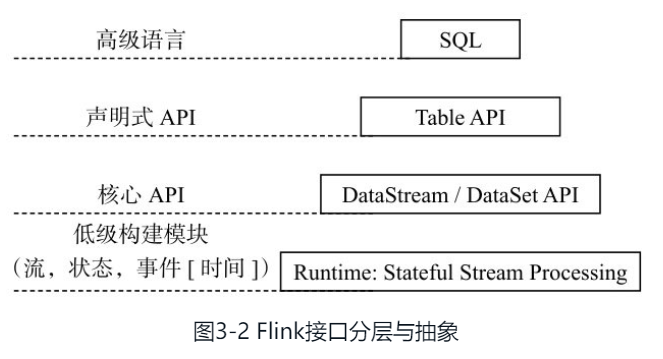 高级语言
SQL
声明式 API
Table API
核心 API
DataStream / DataSet API
低级构建模块
（流，状态，事件 [ 时间 ]）
Runtime: Stateful Stream Processing
图3-2 Flink接口分层与抽象